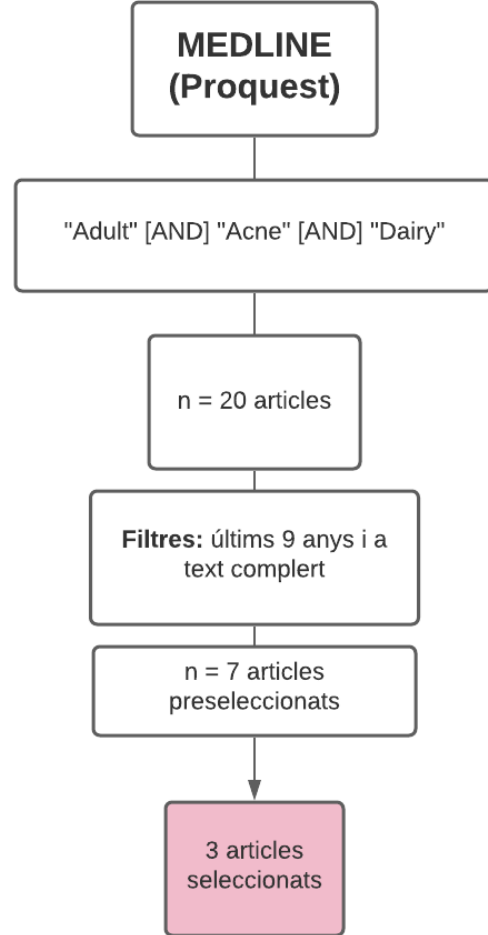 MEDLINE
(Proquest)
"Adult" [AND] "Acne" [AND] "Dairy"
n = 20 articles
Filtres: últims 9 anys i a
text complert
n = 7 articles
preseleccionats
3 articles
seleccionats